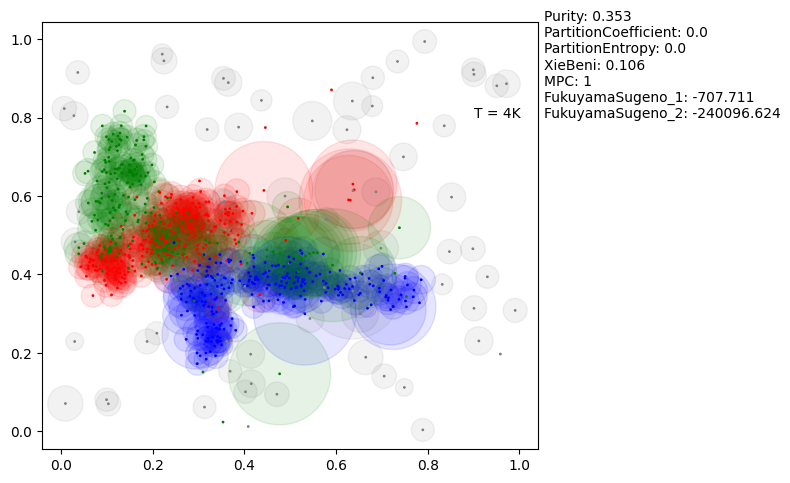 Purity: 0.353
PartitionCoefficient: 0.0
PartitionEntropy: 0.0
XieBeni: 0.106
MPC: 1
FukuyamaSugeno_1: -707.711
FukuyamaSugeno_2: -240096.624
T = 4K
1.0
0.8
0.6
0.4
0.2
0.0
0.0 0.2 0.4 0.6 0.8 1.0